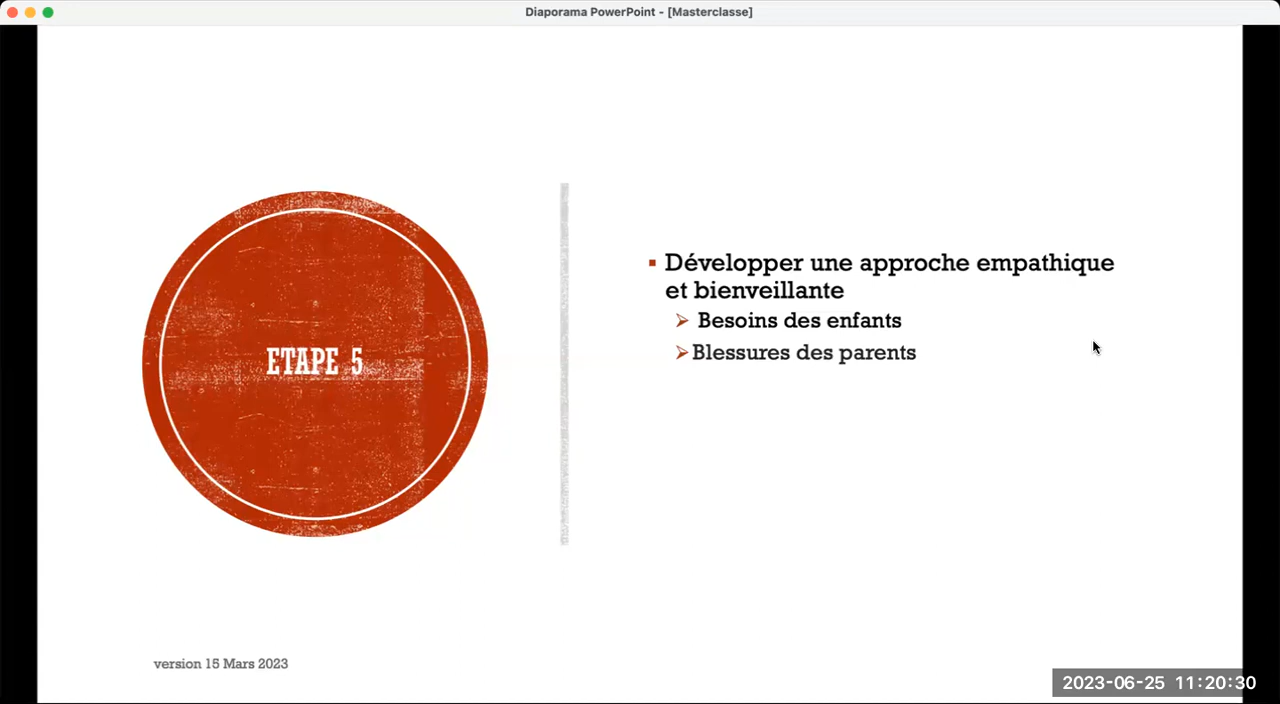 Diaporama PowerPoint - [Masterclasse]
ETAPE 5
▪ Développer une approche empathique
et bienveillante
➢ Besoins des enfants
➢Blessures des parents
version 15 Mars 2023
2023-06-25 11:20:30